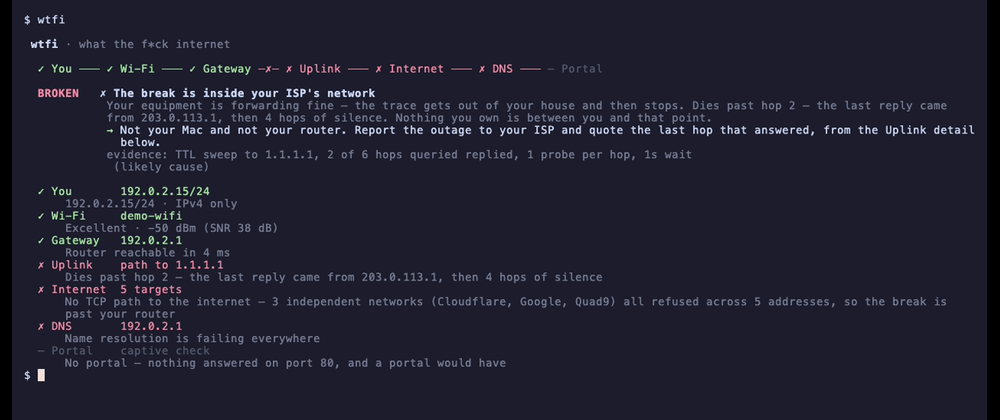 $ wtfi
wtfi · what the f*ck internet
✓ You ─── ✓ Wi-Fi ─── ✓ Gateway ─✗─ ✗ Uplink ─── ✗ Internet ─── ✗ DNS ─── – Portal
BROKEN ✗ The break is inside your ISP's network
Your equipment is forwarding fine — the trace gets out of your house and then stops. Dies past hop 2 — the last reply came
from 203.0.113.1, then 4 hops of silence. Nothing you own is between you and that point.
→ Not your Mac and not your router. Report the outage to your ISP and quote the last hop that answered, from the Uplink detail
below.
evidence: TTL sweep to 1.1.1.1, 2 of 6 hops queried replied, 1 probe per hop, 1s wait
(likely cause)
✓ You 192.0.2.15/24
192.0.2.15/24 · IPv4 only
✓ Wi-Fi demo-wifi
Excellent · -50 dBm (SNR 38 dB)
✓ Gateway 192.0.2.1
Router reachable in 4 ms
✗ Uplink path to 1.1.1.1
Dies past hop 2 — the last reply came from 203.0.113.1, then 4 hops of silence
✗ Internet 5 targets
No TCP path to the internet — 3 independent networks (Cloudflare, Google, Quad9) all refused across 5 addresses, so the break is
past your router
✗ DNS 192.0.2.1
Name resolution is failing everywhere
– Portal captive check
No portal — nothing answered on port 80, and a portal would have
$